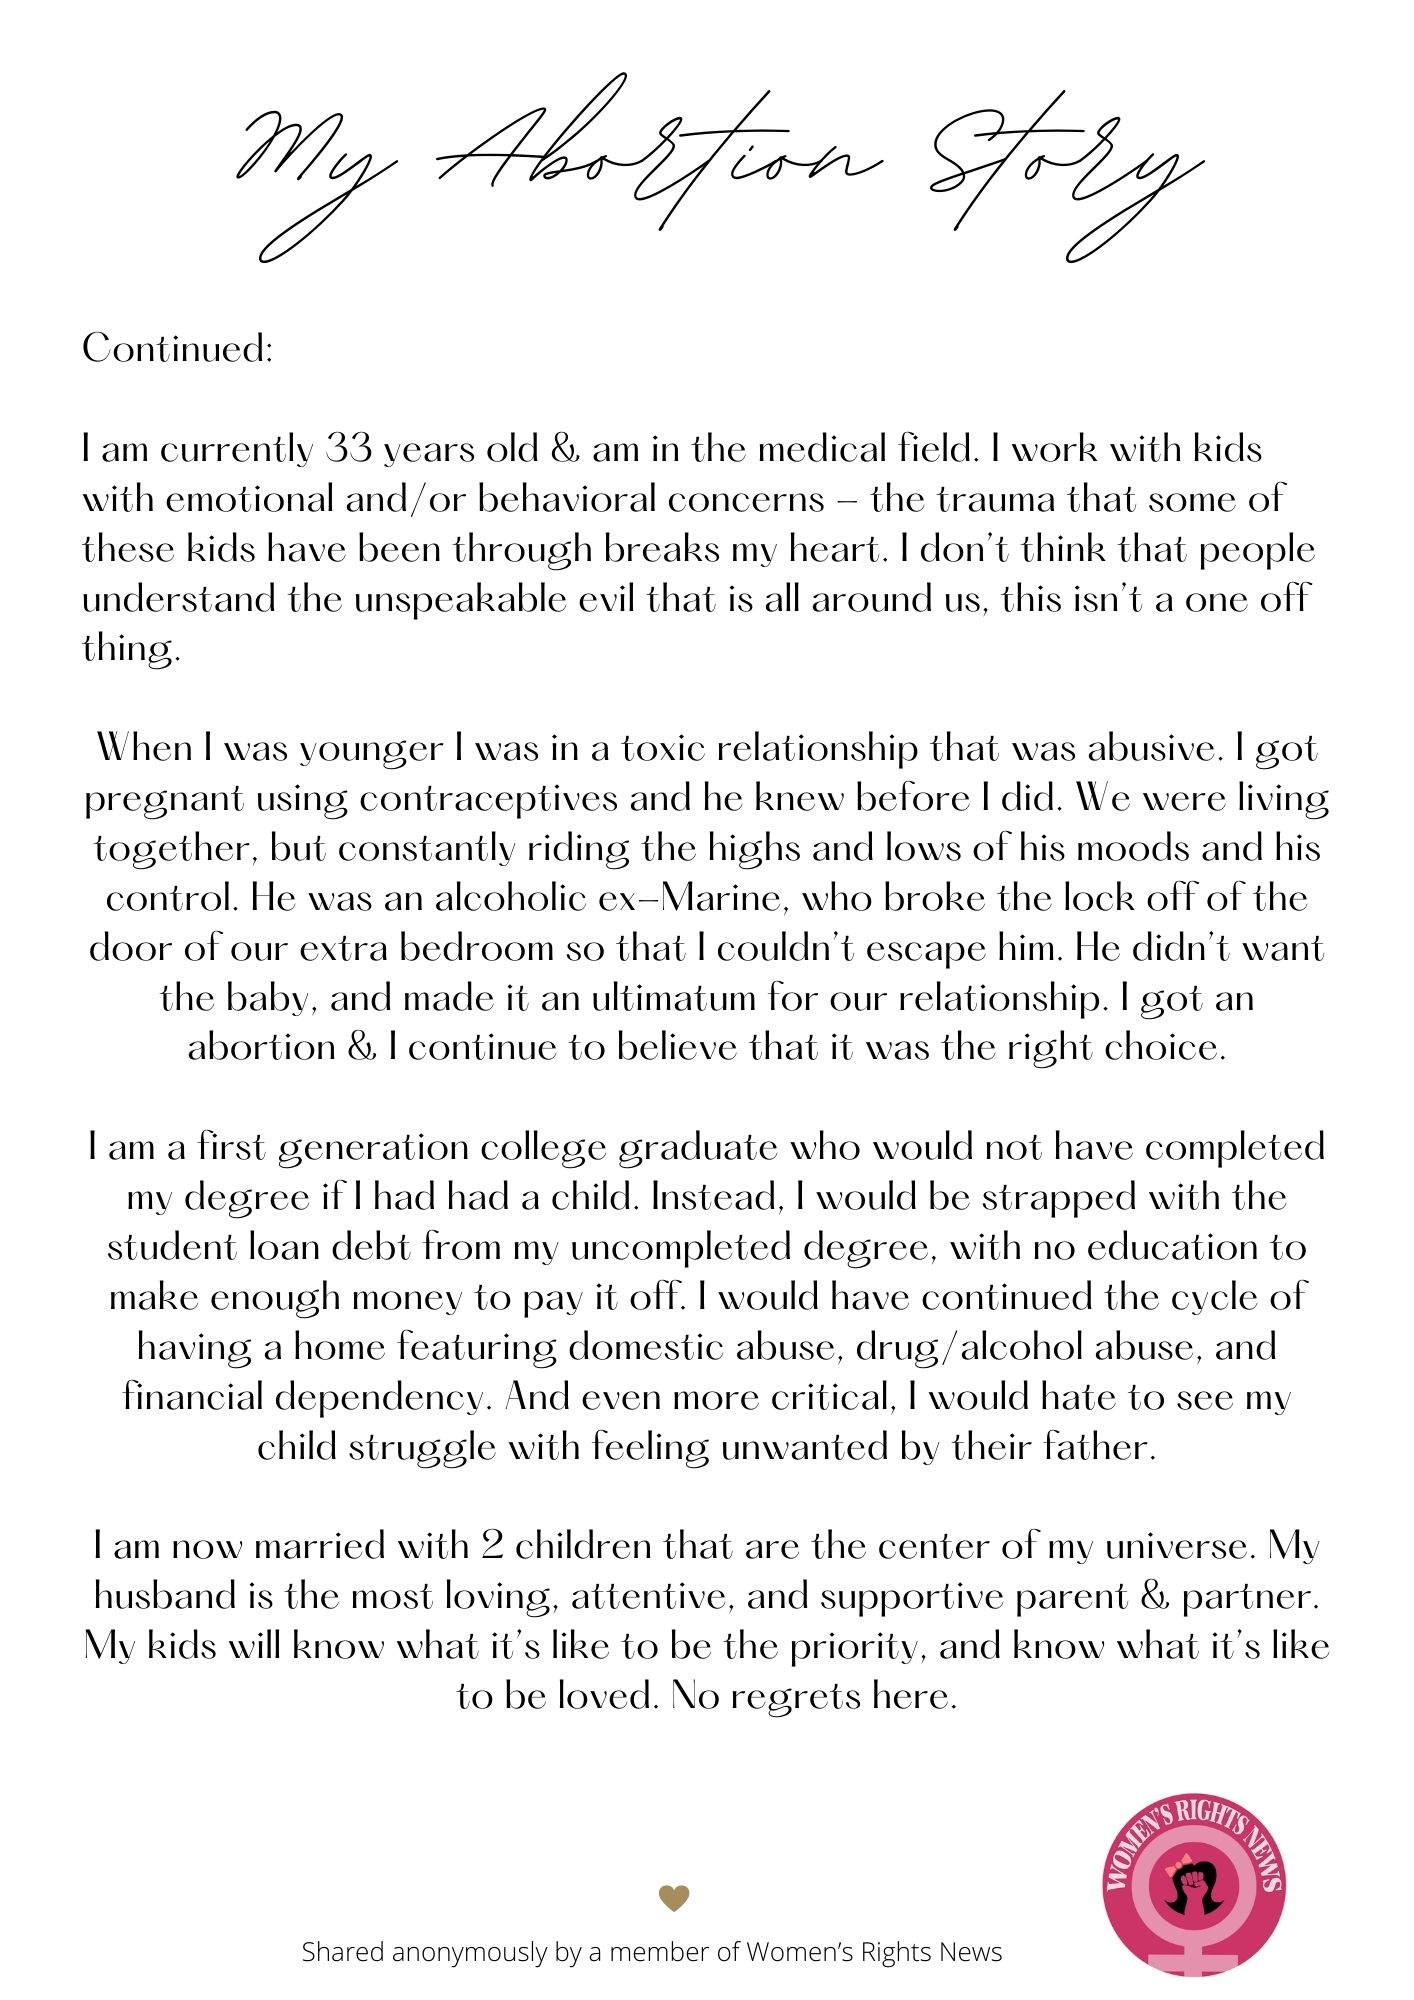 My Abortion Story
Continued:
I am currently 33 years old & am in the medical field. I work with kids
with emotional and/or behavioral concerns – the trauma that some of
these kids have been through breaks my heart. I don't think that people
understand the unspeakable evil that is all around us, this isn't a one off
thing.
When I was younger I was in a toxic relationship that was abusive. I got
pregnant using contraceptives and he knew before I did. We were living
together, but constantly riding the highs and lows of his moods and his
control. He was an alcoholic ex-Marine, who broke the lock off of the
door of our extra bedroom so that I couldn't escape him. He didn't want
the baby, and made it an ultimatum for our relationship. I got an
abortion & I continue to believe that it was the right choice.
I am a first generation college graduate who would not have completed
my degree if I had had a child. Instead, I would be strapped with the
student loan debt from my uncompleted degree, with no education to
make enough money to pay it off. I would have continued the cycle of
having a home featuring domestic abuse, drug/alcohol abuse, and
financial dependency. And even more critical, I would hate to see my
child struggle with feeling unwanted by their father.
I am now married with 2 children that are the center of my universe. My
husband is the most loving, attentive, and supportive parent & partner.
My kids will know what it's like to be the priority, and know what it's like
to be loved. No regrets here.
WOMEN'S RIGHTS NEWS
Shared anonymously by a member of Women's Rights News